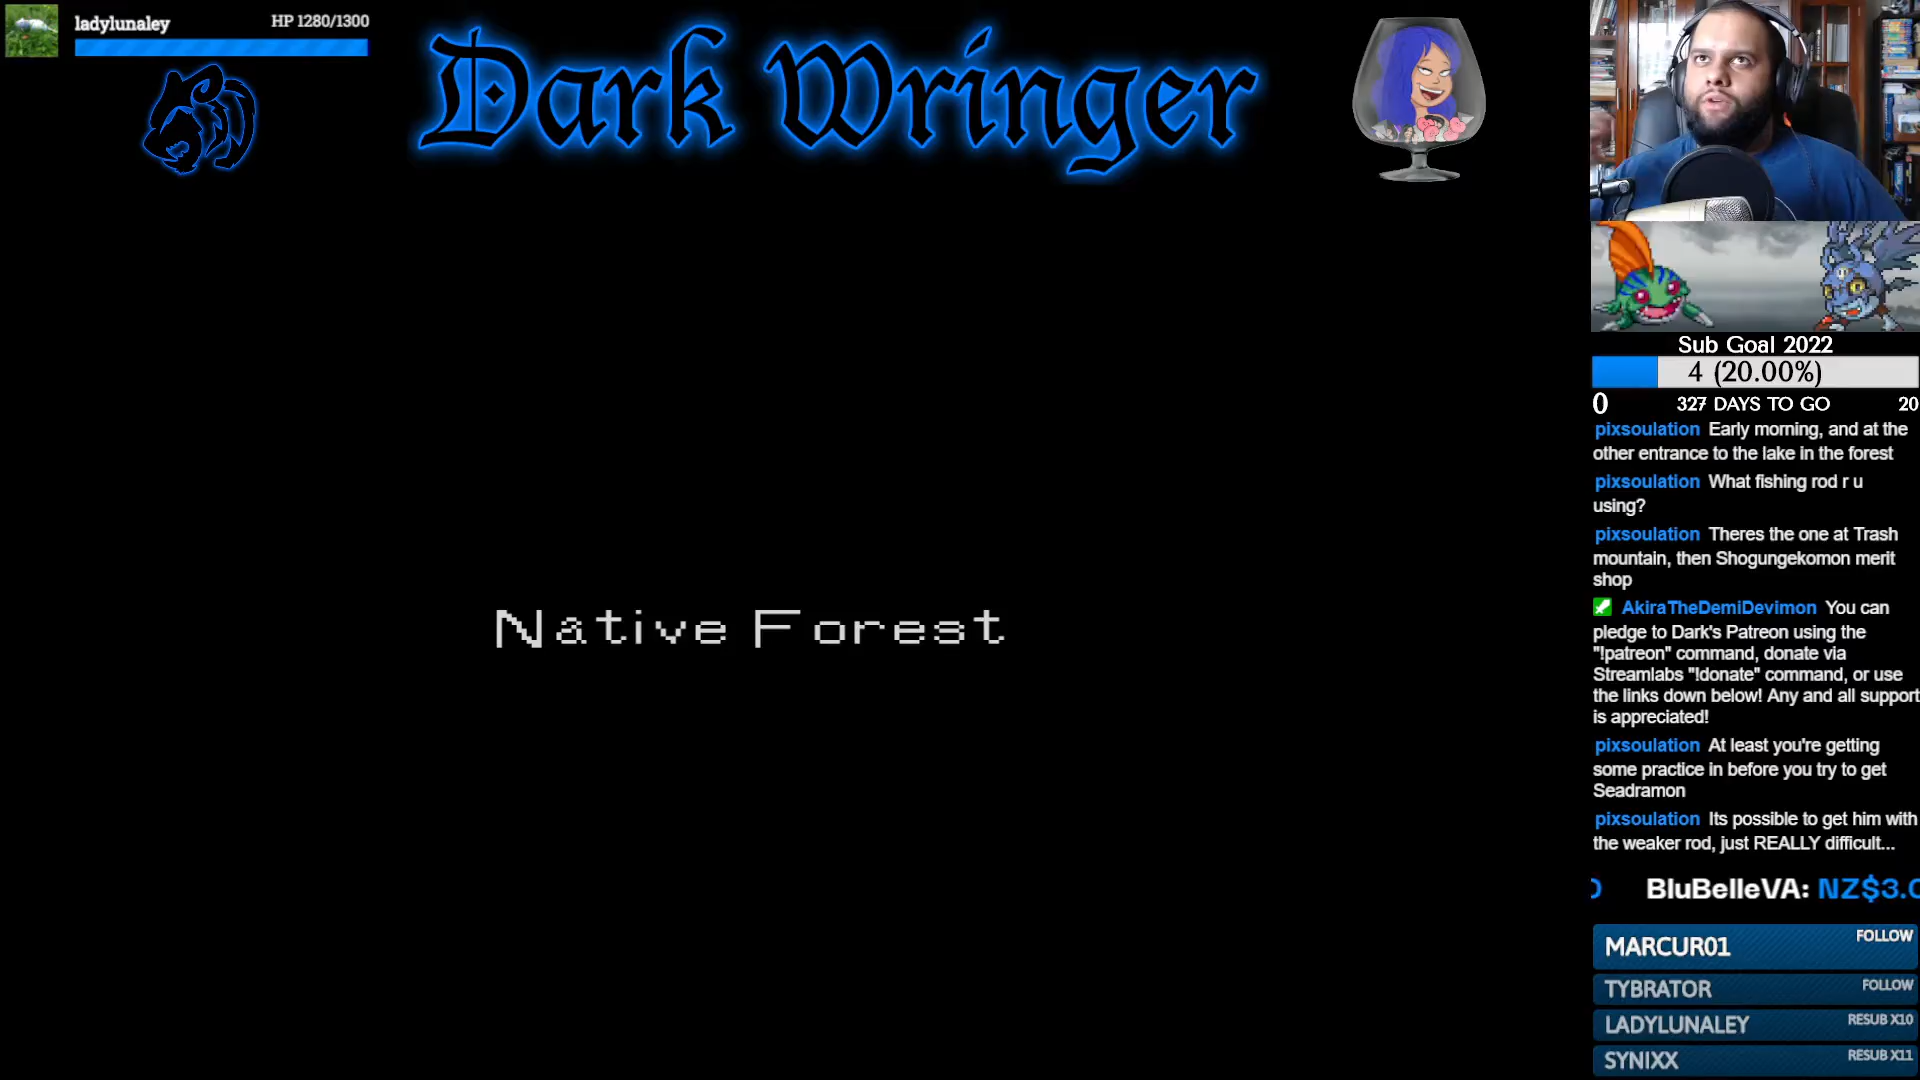 ladylunaley HP 1280/1300
Dark Wringer
Native Forest
Sub Goal 2022
4 (20.00%)
0 327 DAYS TO GO 20
pixsoulation Early morning, and at the
other entrance to the lake in the forest
pixsoulation What fishing rod r u
using?
pixsoulation Theres the one at Trash
mountain, then Shogungekomon merit
shop
AkiraTheDemiDevimon You can
pledge to Dark's Patreon using the
"!patreon" command, donate via
Streamlabs "!donate" command, or use
the links down below! Any and all support
is appreciated!
pixsoulation At least you're getting
some practice in before you try to get
Seadramon
pixsoulation Its possible to get him with
the weaker rod, just REALLY difficult...
BluBelleVA: NZ$3.
MARCUR01 FOLLOW
TYBRATOR FOLLOW
LADYLUNALEY RESUB X10
SYNIXX RESUB X11